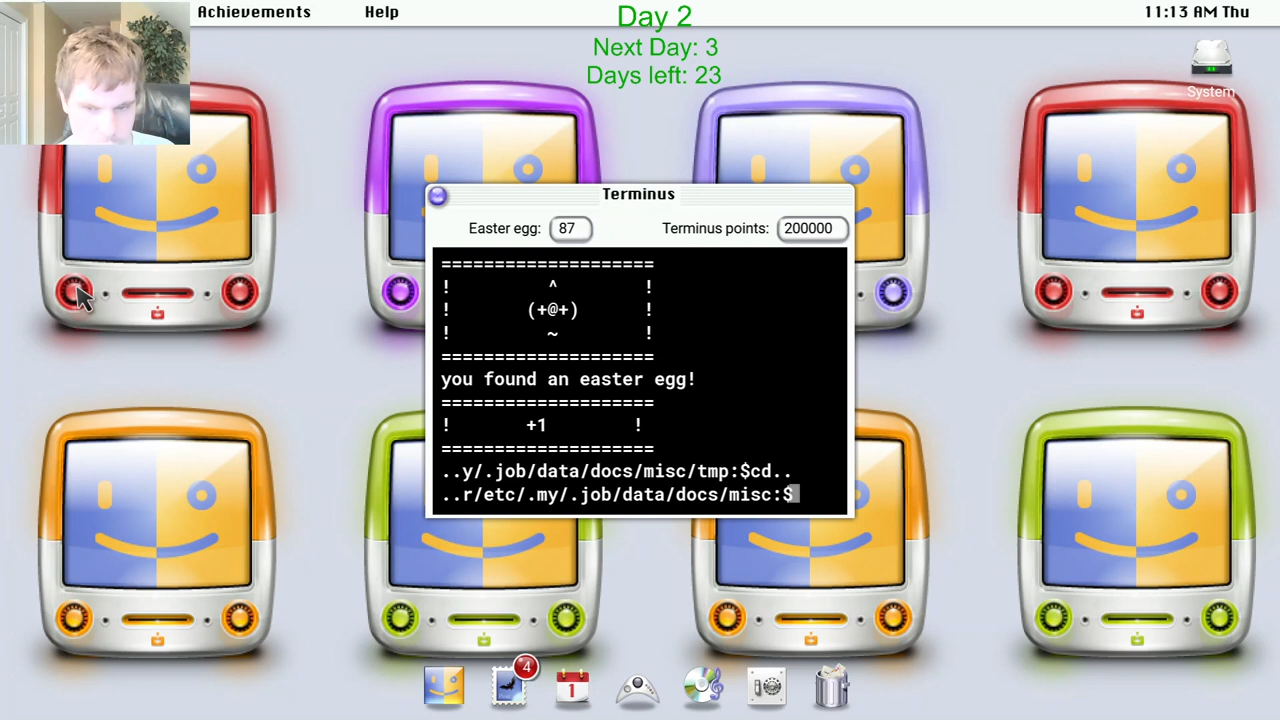 Achievements Help 11:13 AM Thu
Day 2
Next Day: 3
Days left: 23
System
Terminus
Easter egg: 87 Terminus points: 200000
====================
! ^ !
! (+@+) !
! ~ !
====================
you found an easter egg!
====================
! +1 !
====================
..y/.job/data/docs/misc/tmp:$cd..
..r/etc/.my/.job/data/docs/misc:$
4
1